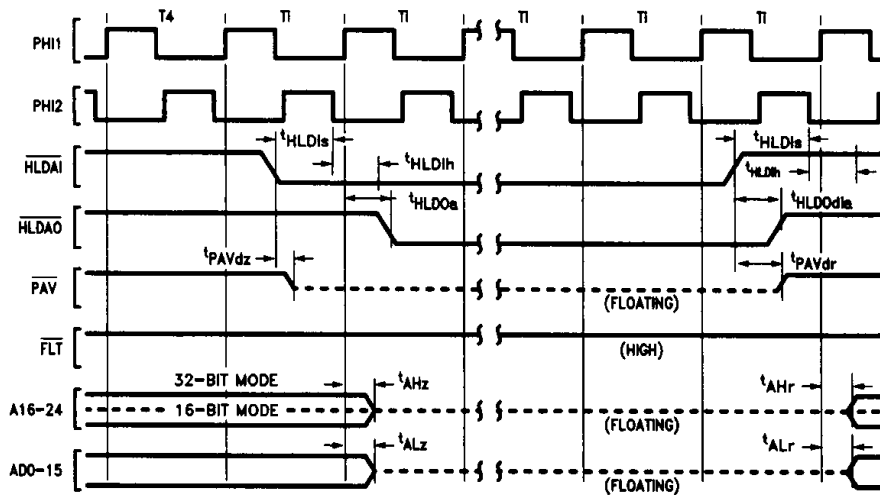 T4 Ti Ti Ti Ti Ti
PHI1
PHI2
tHLDIs tHLDIs
HLDAI tHLDIh tHLDIh
HLDAO tHLDOa tHLDOdia
tPAVdz tPAVdr
PAV (FLOATING)
FLT (HIGH)
32-BIT MODE tAHz tAHr
A16-24 16-BIT MODE (FLOATING)
tALz tALr
AD0-15 (FLOATING)